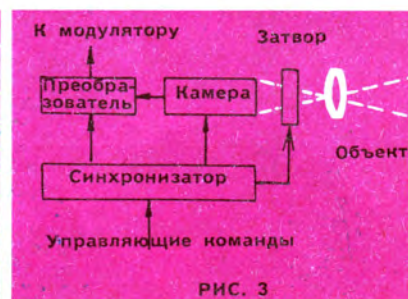 К модулятору
Затвор
Преобра-
зователь
Камера
Объект
Синхронизатор
Управляющие команды
РИС. 3